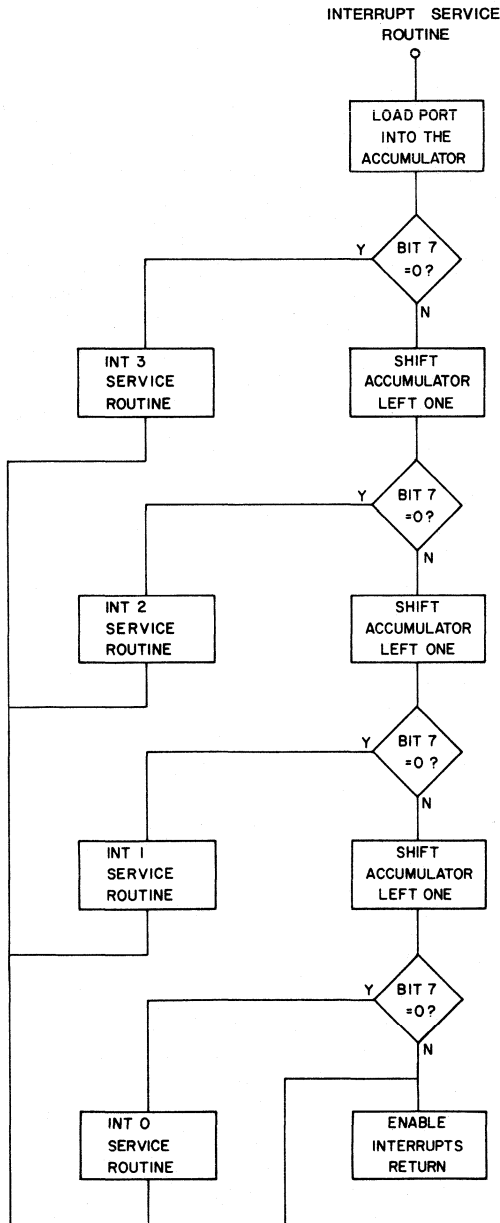 INTERRUPT SERVICE
ROUTINE
LOAD PORT
INTO THE
ACCUMULATOR
BIT 7
=0?
Y
N
INT 3
SERVICE
ROUTINE
SHIFT
ACCUMULATOR
LEFT ONE
BIT 7
=0?
Y
N
INT 2
SERVICE
ROUTINE
SHIFT
ACCUMULATOR
LEFT ONE
BIT 7
=0?
Y
N
INT 1
SERVICE
ROUTINE
SHIFT
ACCUMULATOR
LEFT ONE
BIT 7
=0?
Y
N
INT 0
SERVICE
ROUTINE
ENABLE
INTERRUPTS
RETURN